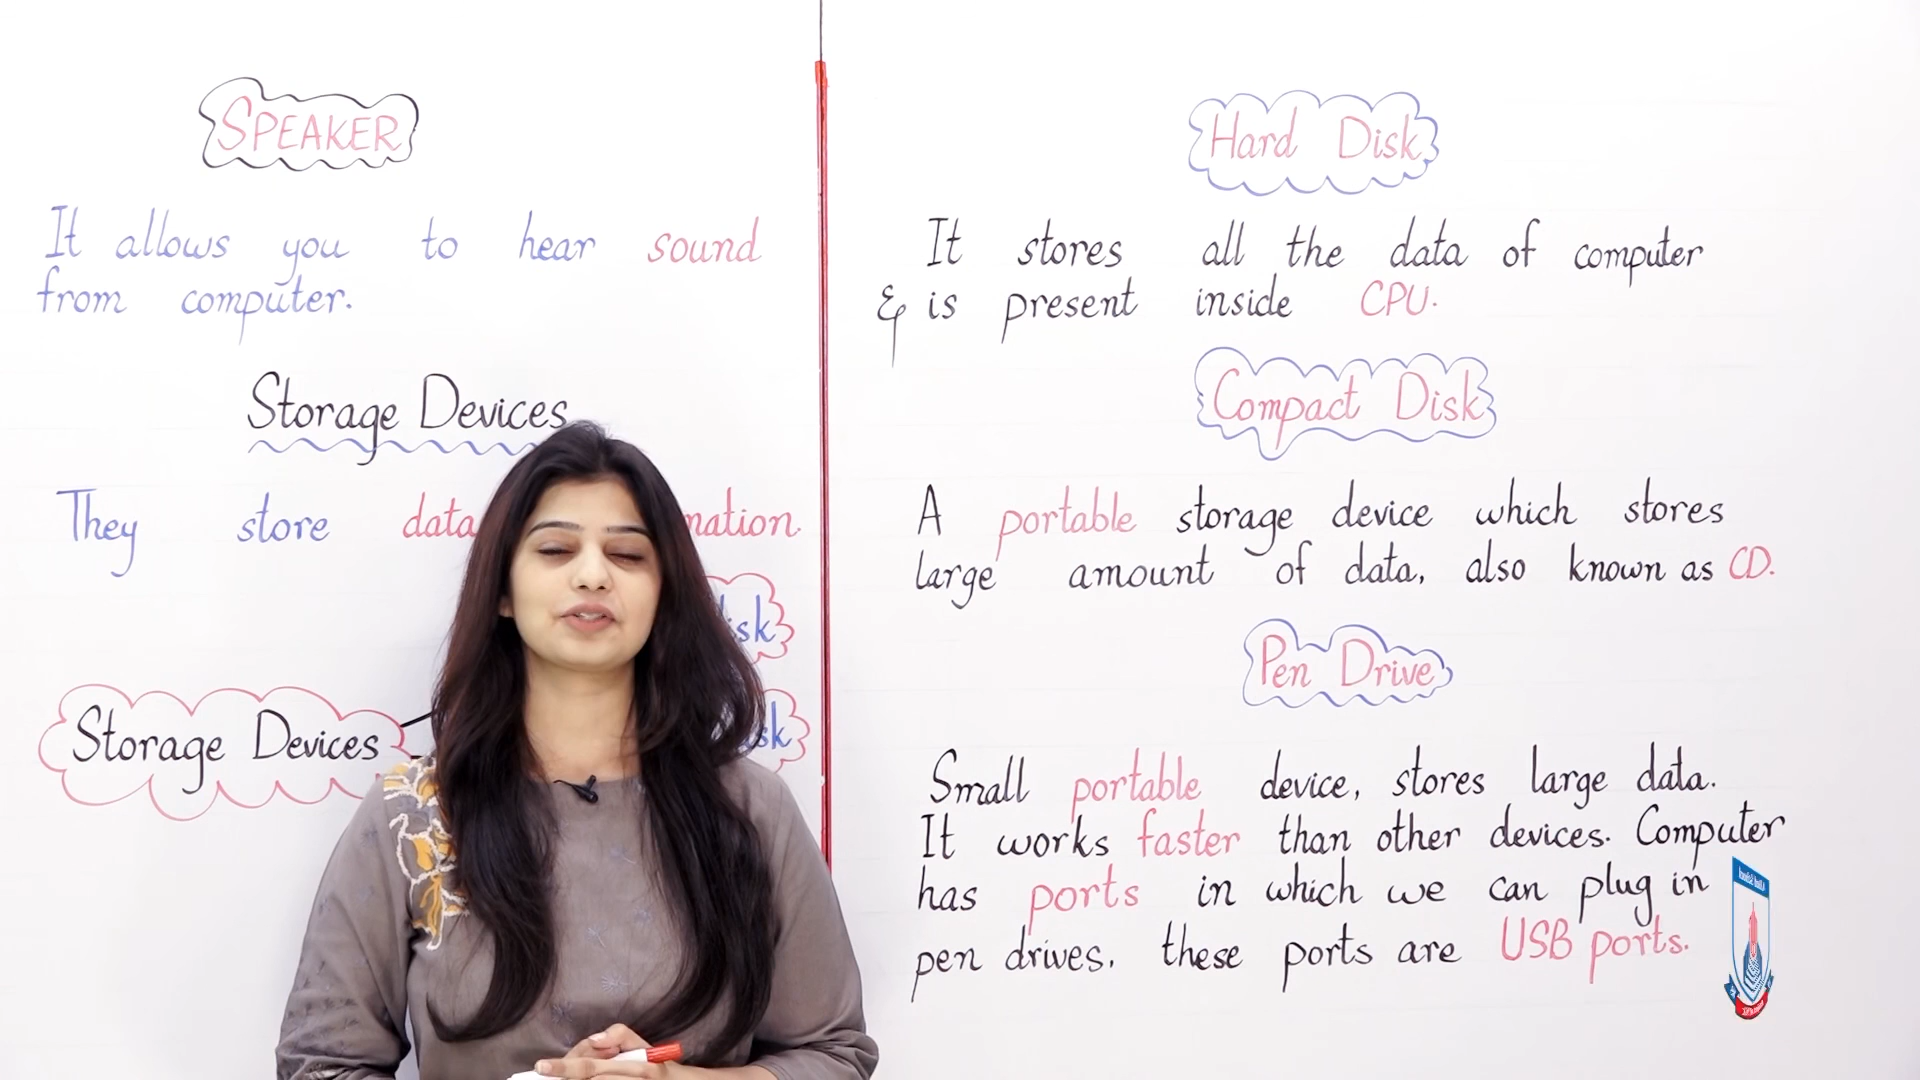 SPEAKER
It allows you to hear sound
from computer.
Storage Devices
They store data
Storage Devices
Hard Disk
It stores all the data of computer
& is present inside CPU.
Compact Disk
A portable storage device which stores
large amount of data, also known as CD.
Pen Drive
Small portable device, stores large data.
It works faster than other devices. Computer
has ports in which we can plug in
pen drives. these ports are USB ports.